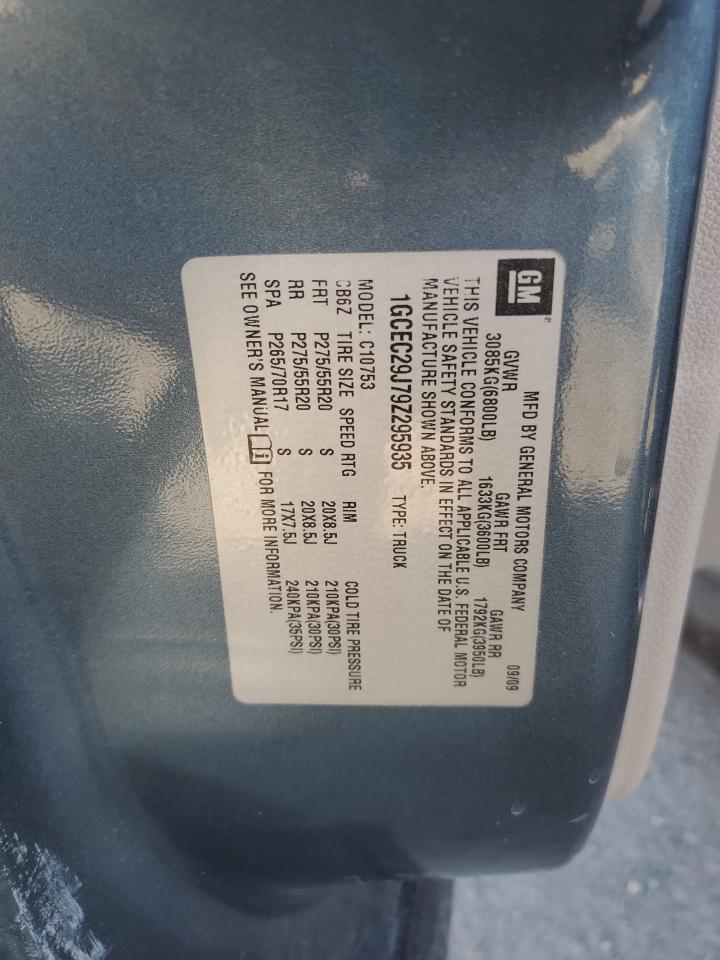 GM
MFD BY GENERAL MOTORS COMPANY 09/09
GVWR GAWR FRT GAWR RR
3085KG(6800LB) 1633KG(3600LB) 1792KG(3950LB)
THIS VEHICLE CONFORMS TO ALL APPLICABLE U.S. FEDERAL MOTOR
VEHICLE SAFETY STANDARDS IN EFFECT ON THE DATE OF
MANUFACTURE SHOWN ABOVE.
1GCEC29J79Z295935 TYPE: TRUCK
MODEL: C10753
CB6Z TIRE SIZE SPEED RTG RIM COLD TIRE PRESSURE
FRT P275/55R20 S 20X8.5J 210KPA(30PSI)
RR P275/55R20 S 20X8.5J 210KPA(30PSI)
SPA P265/70R17 S 17X7.5J 240KPA(35PSI)
SEE OWNER'S MANUAL FOR MORE INFORMATION.